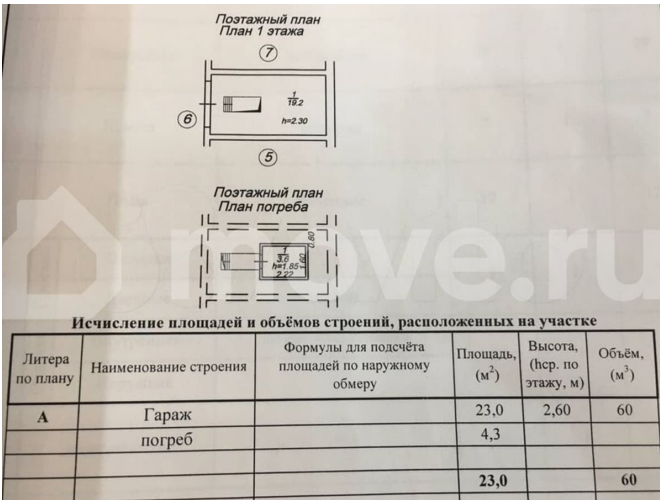 Поэтажный план
План 1 этажа
7
1
19.2
h=2.30
6
5
Поэтажный план
План погреба
0.80
1
3.6
h=1.85
1.60
2.22
move.ru
Исчисление площадей и объёмов строений, расположенных на участке
Литера по плану
Наименование строения
Формулы для подсчёта площадей по наружному обмеру
Площадь, (м²)
Высота, (hср. по этажу, м)
Объём, (м³)
А Гараж 23,0 2,60 60
погреб 4,3
23,0 60